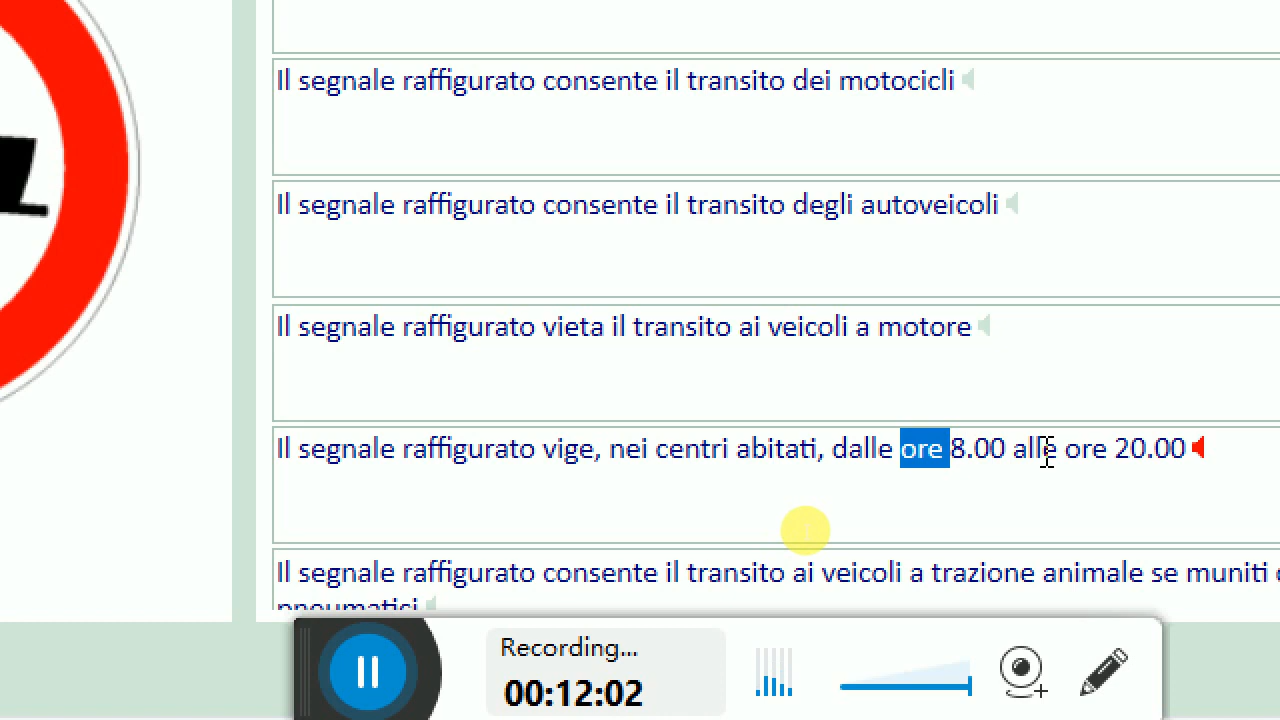 Il segnale raffigurato consente il transito dei motocicli
Il segnale raffigurato consente il transito degli autoveicoli
Il segnale raffigurato vieta il transito ai veicoli a motore
Il segnale raffigurato vige, nei centri abitati, dalle ore 8.00 alle ore 20.00
Il segnale raffigurato consente il transito ai veicoli a trazione animale se muniti
pneumatici
Recording...
00:12:02